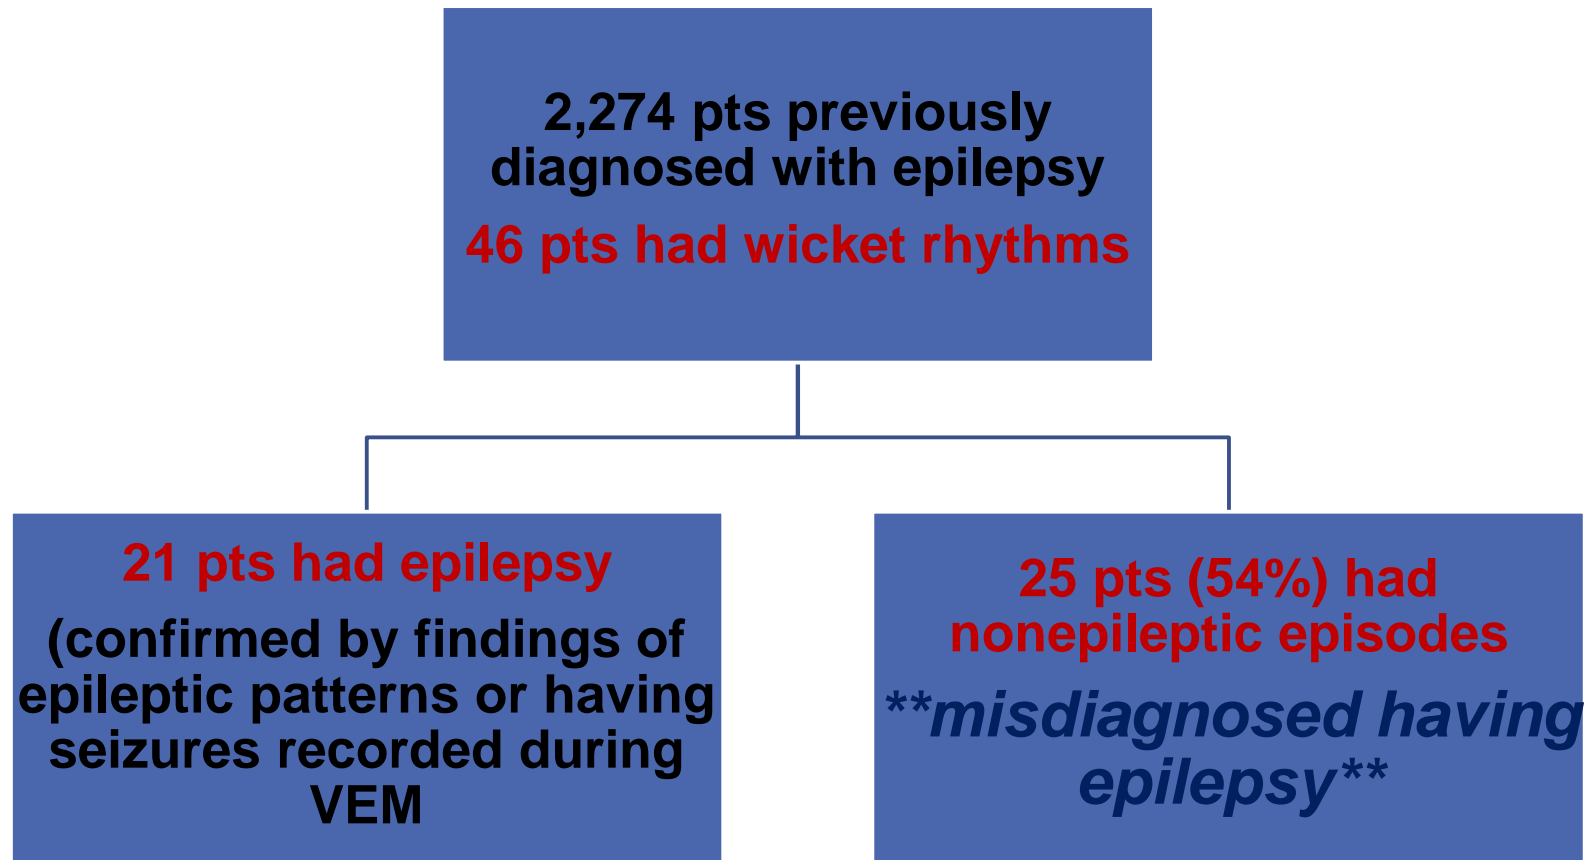 2,274 pts previously
diagnosed with epilepsy
46 pts had wicket rhythms
21 pts had epilepsy
(confirmed by findings of
epileptic patterns or having
seizures recorded during
VEM
25 pts (54%) had
nonepileptic episodes
**misdiagnosed having
epilepsy**